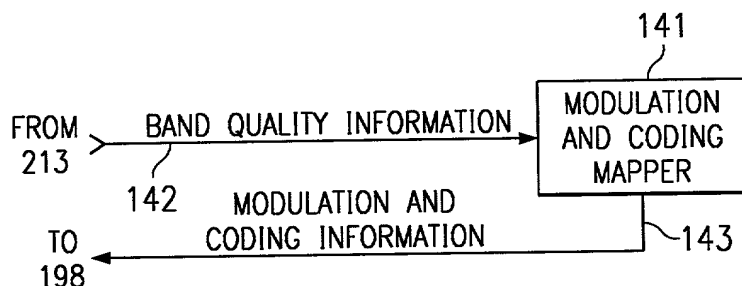 141
FROM
213
BAND QUALITY INFORMATION
MODULATION
AND CODING
MAPPER
142
MODULATION AND
CODING INFORMATION
143
TO
198